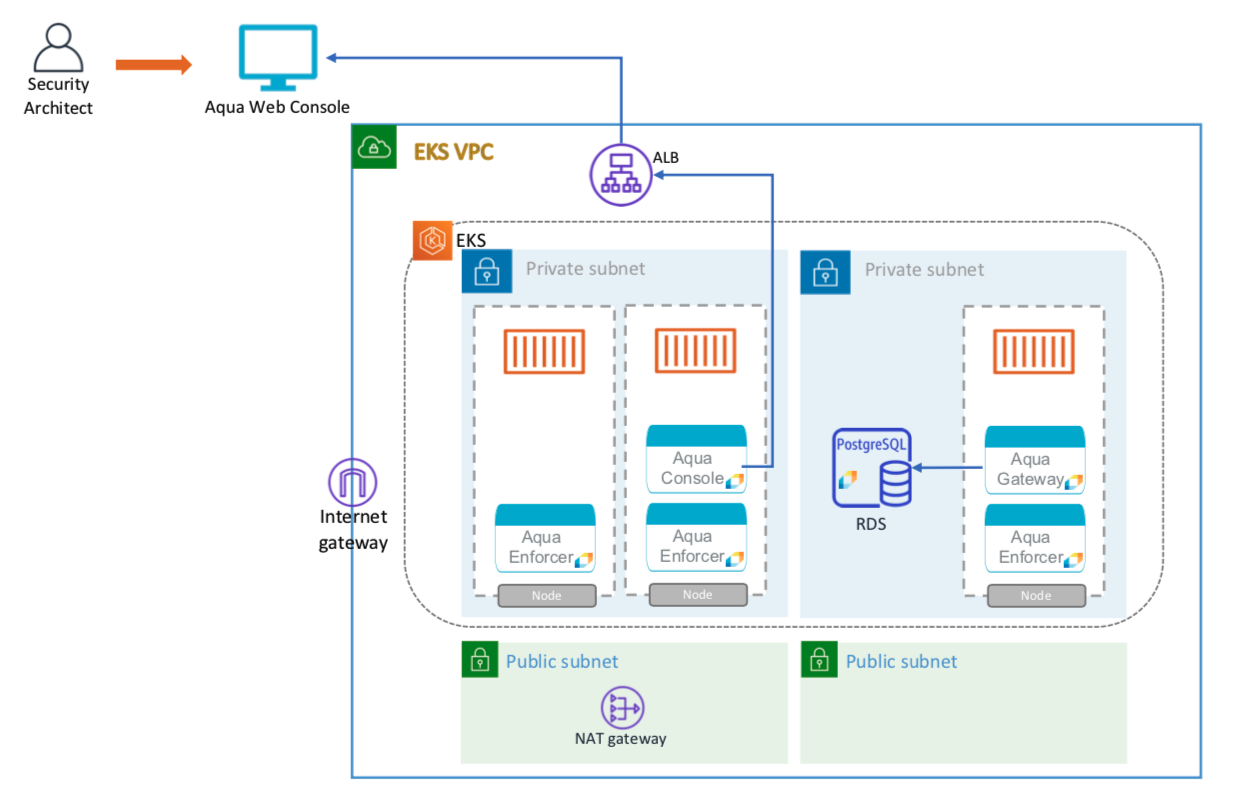 Security
Architect
Aqua Web Console
EKS VPC
ALB
EKS
Private subnet
Private subnet
Aqua
Console
Aqua
Enforcer
Aqua
Enforcer
Node
Node
PostgreSQL
RDS
Aqua
Gateway
Aqua
Enforcer
Node
Internet
gateway
Public subnet
Public subnet
NAT gateway